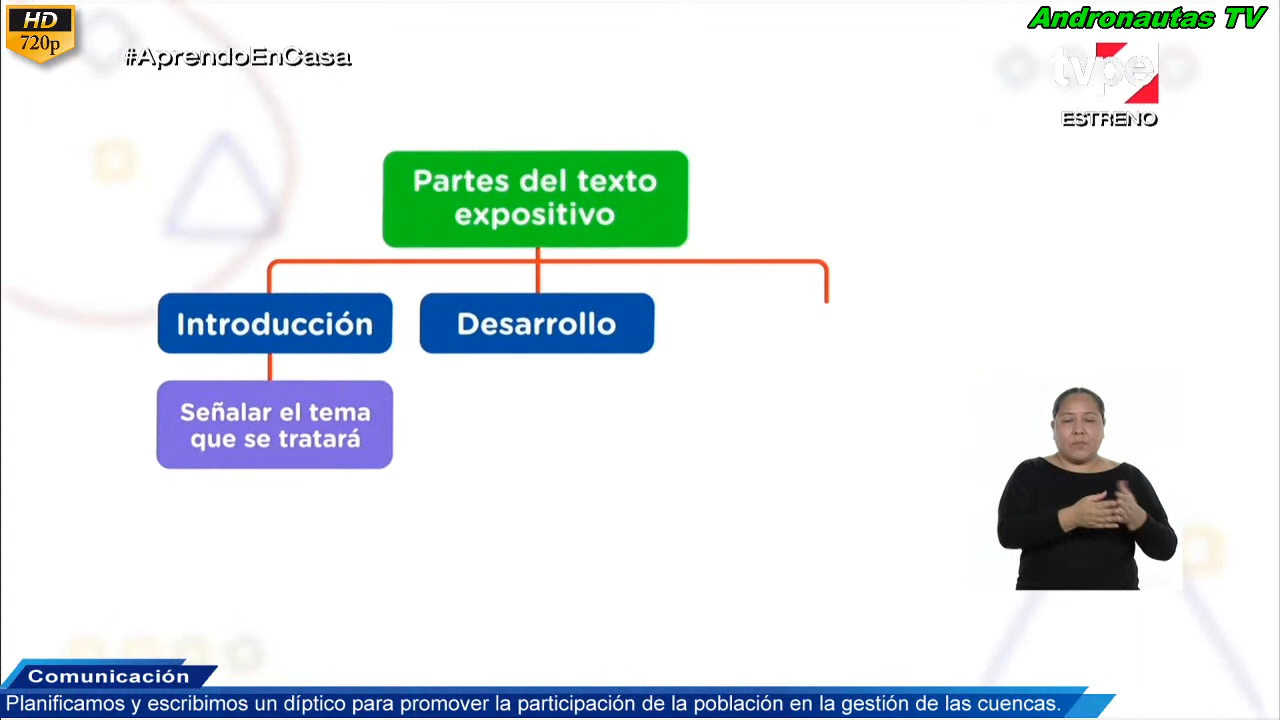 HD
720p
#AprendoEnCasa
Andronautas TV
tvpe
ESTRENO
Partes del texto
expositivo
Introducción
Desarrollo
Señalar el tema
que se tratará
Comunicación
Planificamos y escribimos un díptico para promover la participación de la población en la gestión de las cuencas.